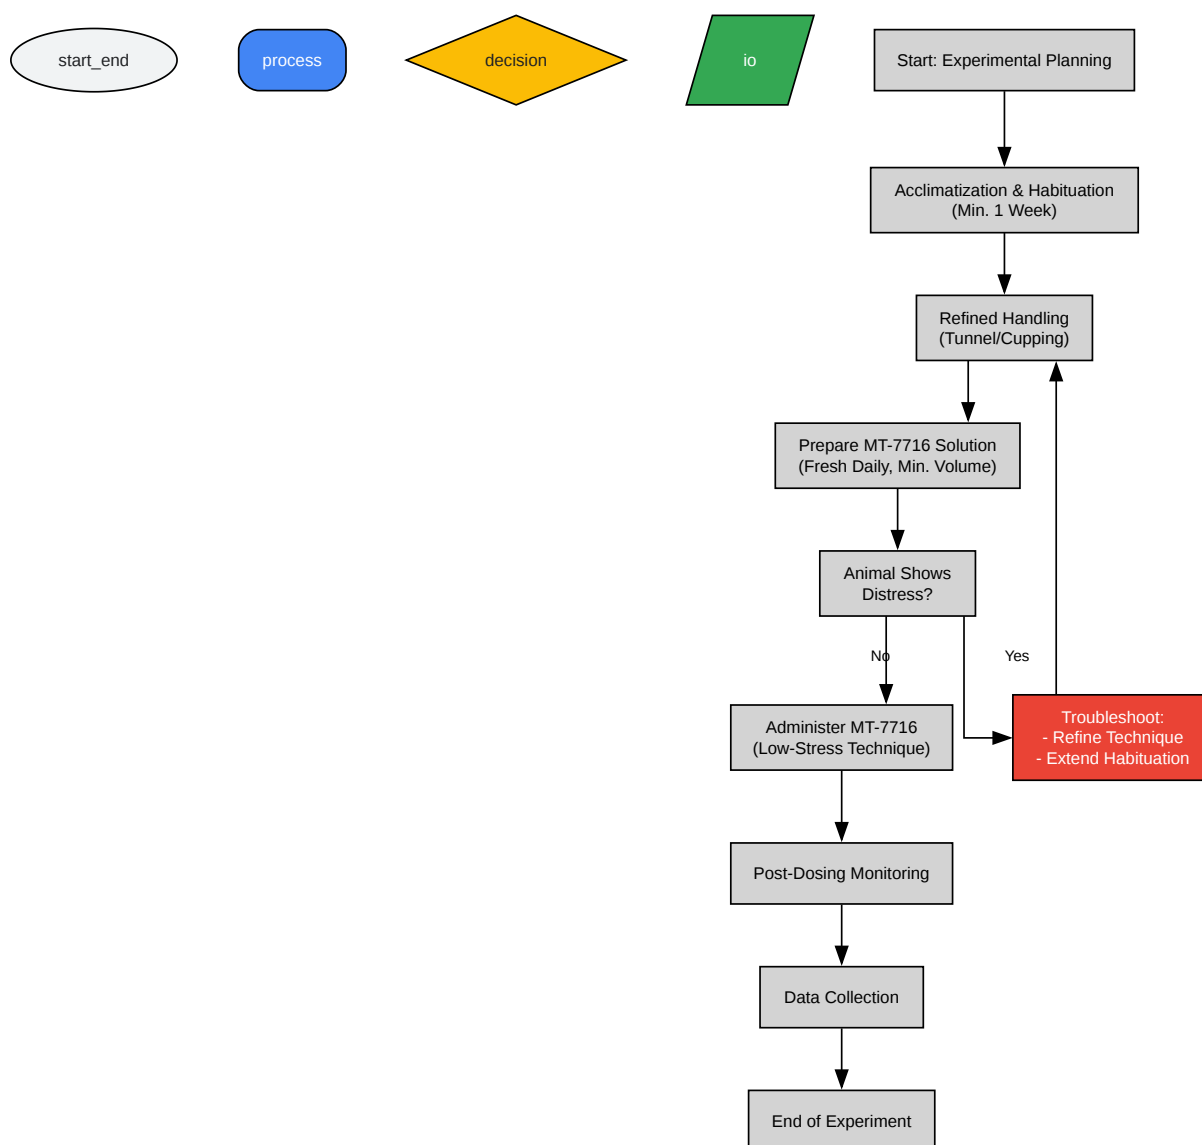 start_end
process
decision
io
Start: Experimental Planning
Acclimatization & Habituation
(Min. 1 Week)
Refined Handling
(Tunnel/Cupping)
Prepare MT-7716 Solution
(Fresh Daily, Min. Volume)
Animal Shows
Distress?
No
Yes
Administer MT-7716
(Low-Stress Technique)
Troubleshoot:
- Refine Technique
- Extend Habituation
Post-Dosing Monitoring
Data Collection
End of Experiment